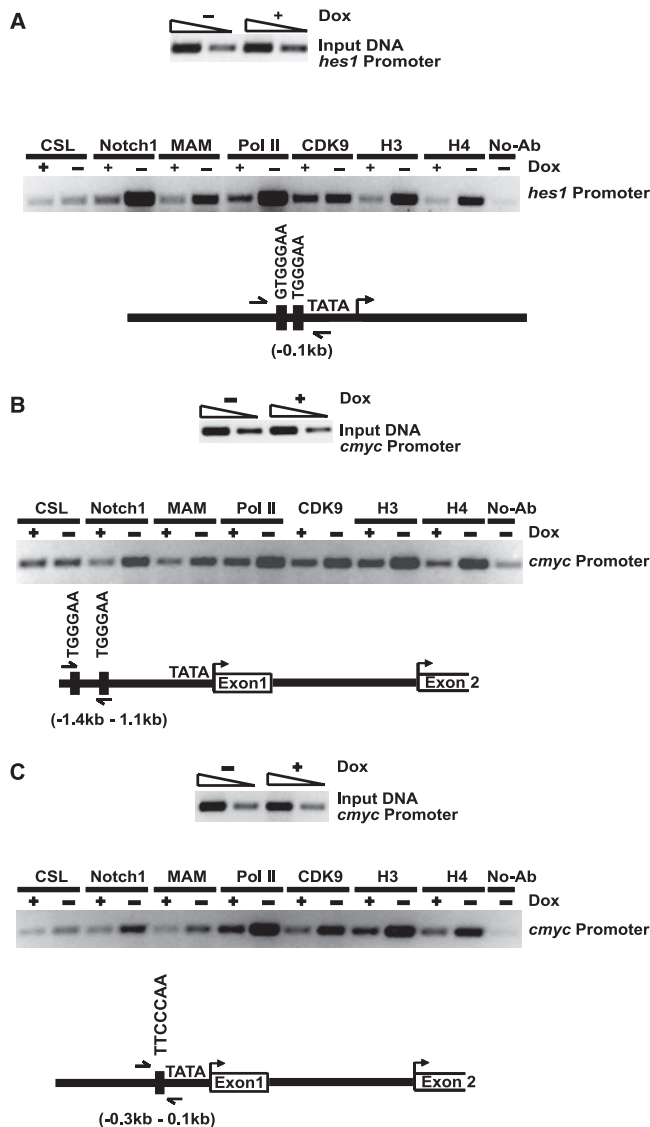 A
− + Dox
Input DNA
hes1 Promoter
CSL Notch1 MAM Pol II CDK9 H3 H4 No-Ab
+ − + − + − + − + − + − + − − Dox
hes1 Promoter
GTGGGAA
TGGGAA
TATA
(-0.1kb)
B
− + Dox
Input DNA
cmyc Promoter
CSL Notch1 MAM Pol II CDK9 H3 H4 No-Ab
+ − + − + − + − + − + − + − − Dox
cmyc Promoter
TGGGAA
TGGGAA
TATA
Exon1 Exon 2
(-1.4kb - 1.1kb)
C
− + Dox
Input DNA
cmyc Promoter
CSL Notch1 MAM Pol II CDK9 H3 H4 No-Ab
+ − + − + − + − + − + − + − − Dox
cmyc Promoter
TTCCCAA
TATA
Exon1 Exon 2
(-0.3kb - 0.1kb)